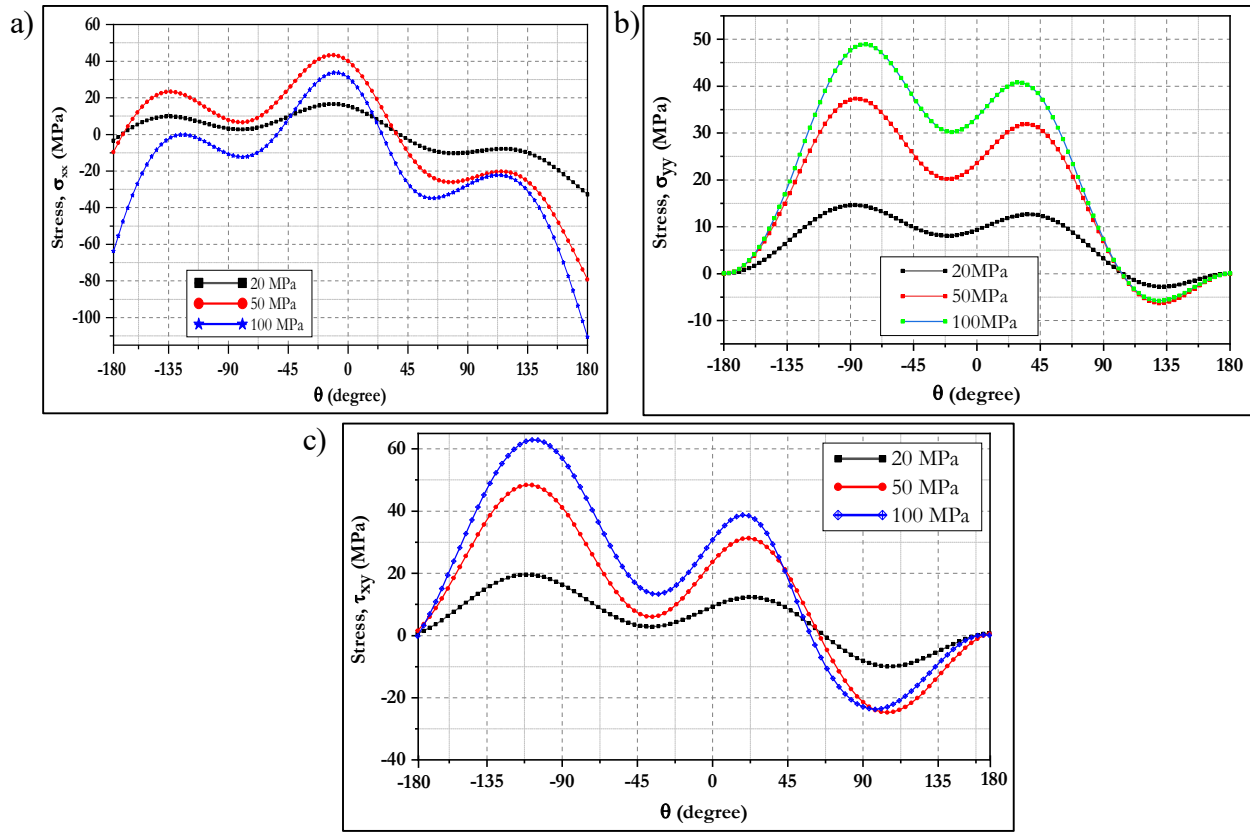 a)
60
40
20
0
-20
-40
-60
-80
-100
Stress, σxx (MPa)
20 MPa
50 MPa
100 MPa
-180 -135 -90 -45 0 45 90 135 180
θ (degree)
b)
50
40
30
20
10
0
-10
Stress, σyy (MPa)
20MPa
50MPa
100MPa
-180 -135 -90 -45 0 45 90 135 180
θ (degree)
c)
60
40
20
0
-20
-40
Stress, τxy (MPa)
20 MPa
50 MPa
100 MPa
-180 -135 -90 -45 0 45 90 135 180
θ (degree)